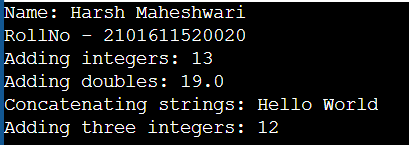 Name: Harsh Maheshwari
RollNo - 2101611520020
Adding integers: 13
Adding doubles: 19.0
Concatenating strings: Hello World
Adding three integers: 12